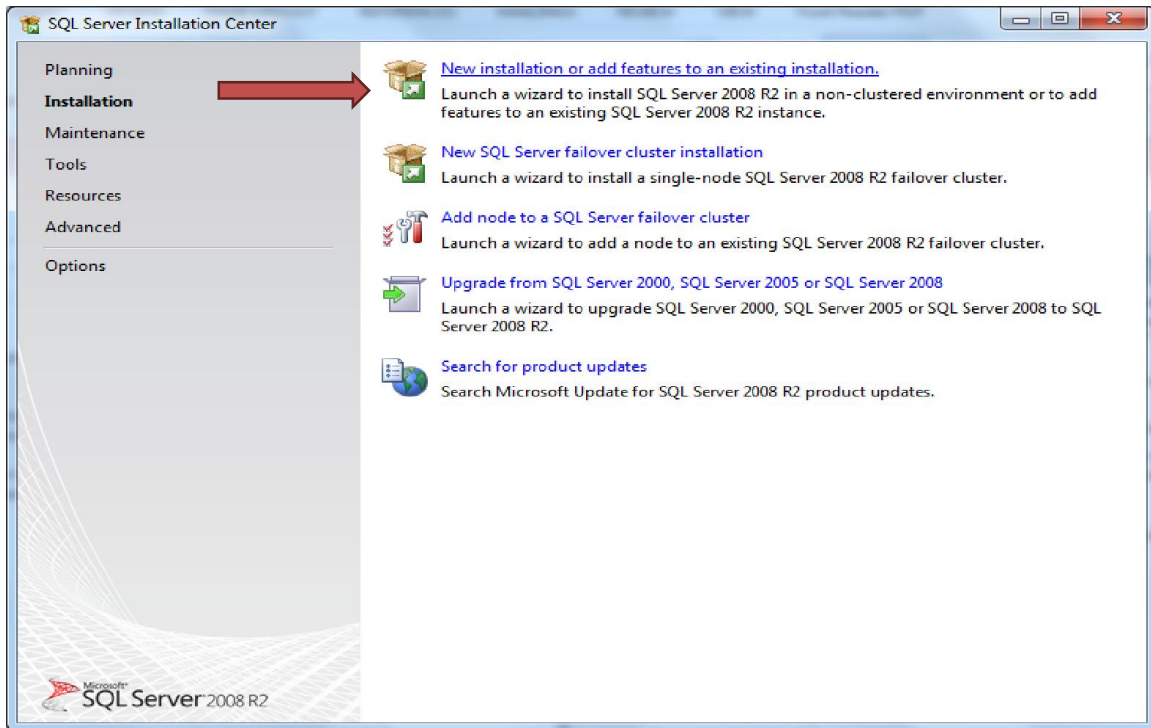 SQL Server Installation Center
Planning
Installation
Maintenance
Tools
Resources
Advanced
Options
New installation or add features to an existing installation.
Launch a wizard to install SQL Server 2008 R2 in a non-clustered environment or to add
features to an existing SQL Server 2008 R2 instance.
New SQL Server failover cluster installation
Launch a wizard to install a single-node SQL Server 2008 R2 failover cluster.
Add node to a SQL Server failover cluster
Launch a wizard to add a node to an existing SQL Server 2008 R2 failover cluster.
Upgrade from SQL Server 2000, SQL Server 2005 or SQL Server 2008
Launch a wizard to upgrade SQL Server 2000, SQL Server 2005 or SQL Server 2008 to SQL
Server 2008 R2.
Search for product updates
Search Microsoft Update for SQL Server 2008 R2 product updates.
Microsoft®
SQL Server® 2008 R2